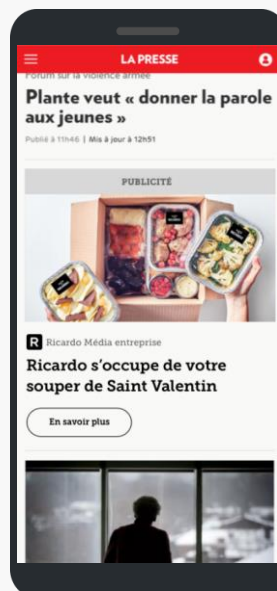 LA PRESSE
Forum sur la violence armée
Plante veut « donner la parole
aux jeunes »
Publié à 11h46 | Mis à jour à 12h51
PUBLICITÉ
R Ricardo Média entreprise
Ricardo s’occupe de votre
souper de Saint Valentin
En savoir plus